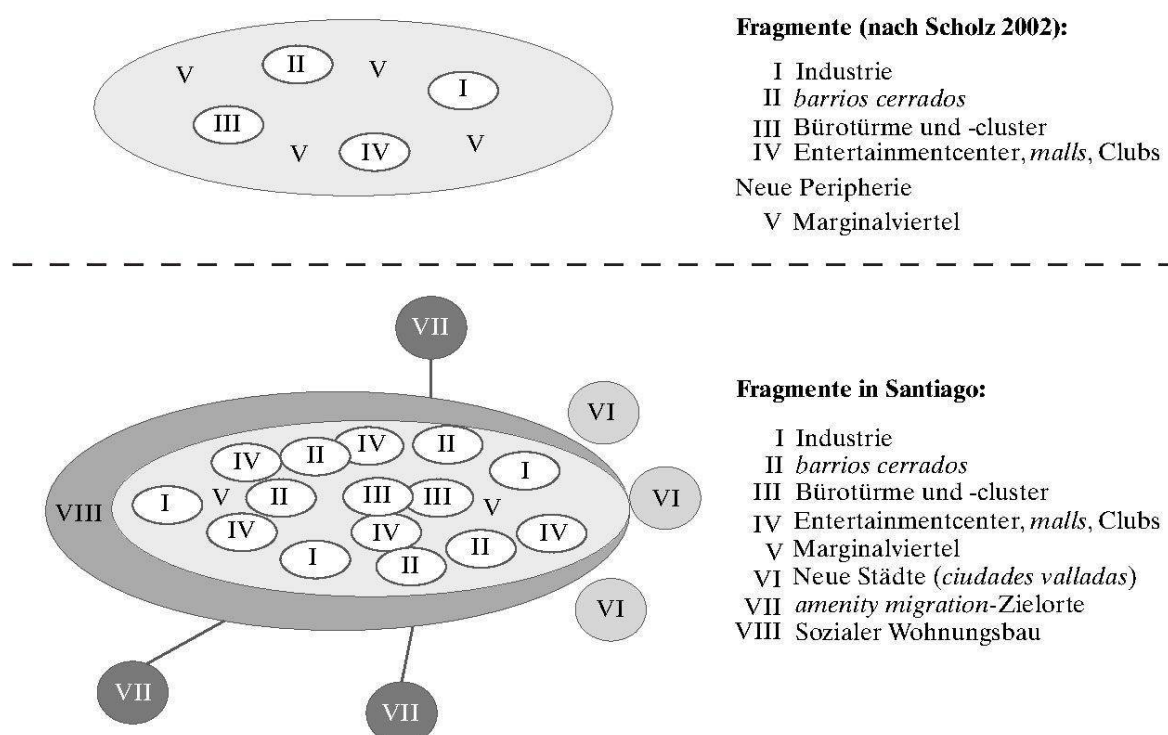 Fragmente (nach Scholz 2002):
I Industrie
II barrios cerrados
III Bürotürme und -cluster
IV Entertainmentcenter, malls, Clubs
Neue Peripherie
V Marginalviertel
V
II
V
I
III
V
IV
V
Fragmente in Santiago:
I Industrie
II barrios cerrados
III Bürotürme und -cluster
IV Entertainmentcenter, malls, Clubs
V Marginalviertel
VI Neue Städte (ciudades valladas)
VII amenity migration-Zielorte
VIII Sozialer Wohnungsbau
VII
VI
IV
II
IV
II
I
VIII
I
V
II
III
III
V
VI
IV
I
IV
II
II
IV
VI
VII
VII